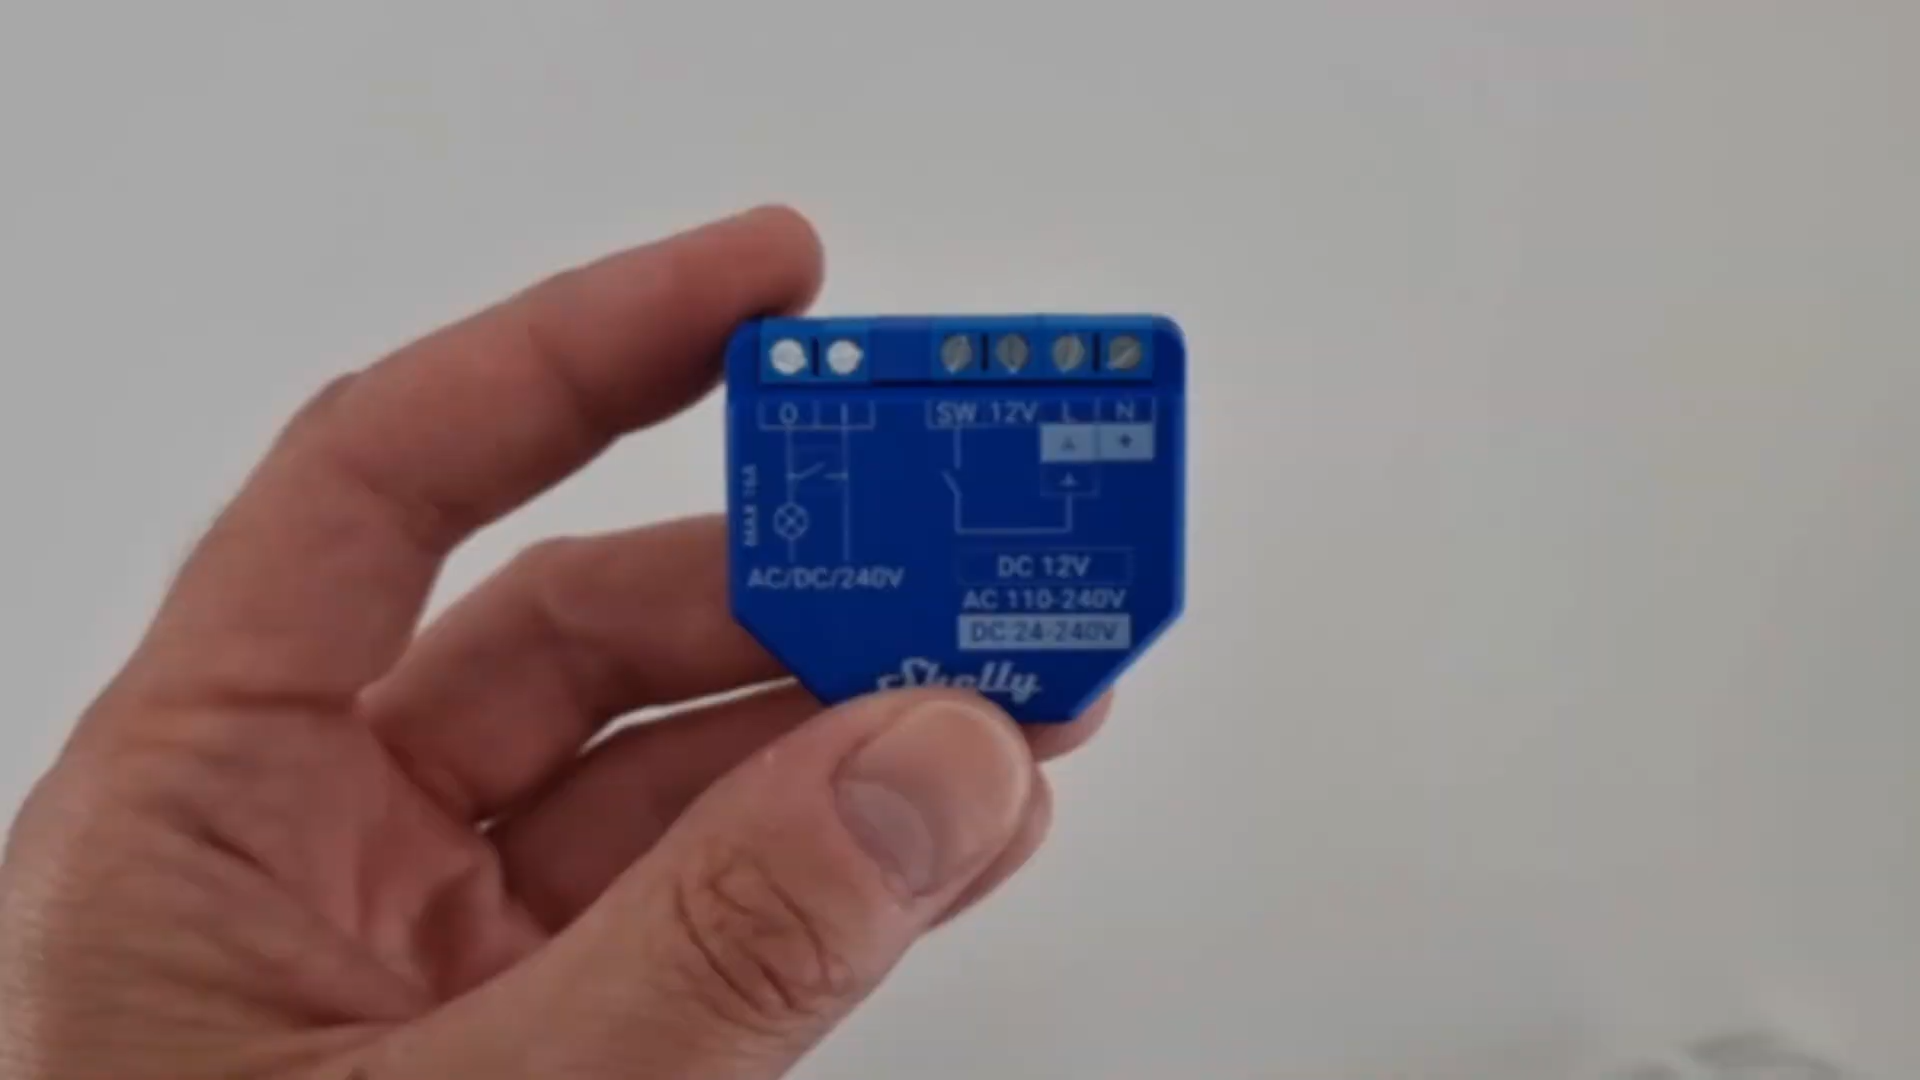 O I SW 12V L N
MAX 16A
AC/DC/240V
DC 12V
AC 110-240V
DC:24-240V
Shelly